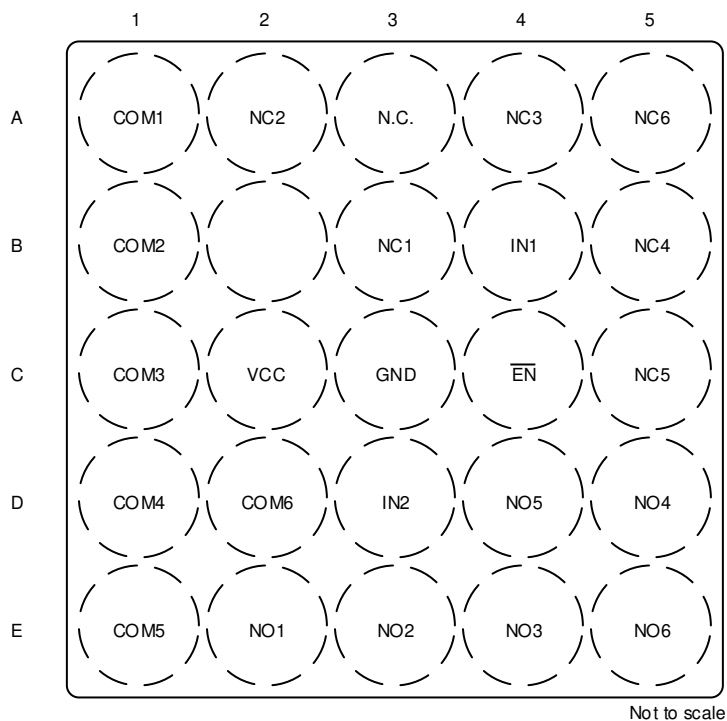 1 2 3 4 5
A COM1 NC2 N.C. NC3 NC6
B COM2 NC1 IN1 NC4
C COM3 VCC GND E̅N̅ NC5
D COM4 COM6 IN2 NO5 NO4
E COM5 NO1 NO2 NO3 NO6
Not to scale